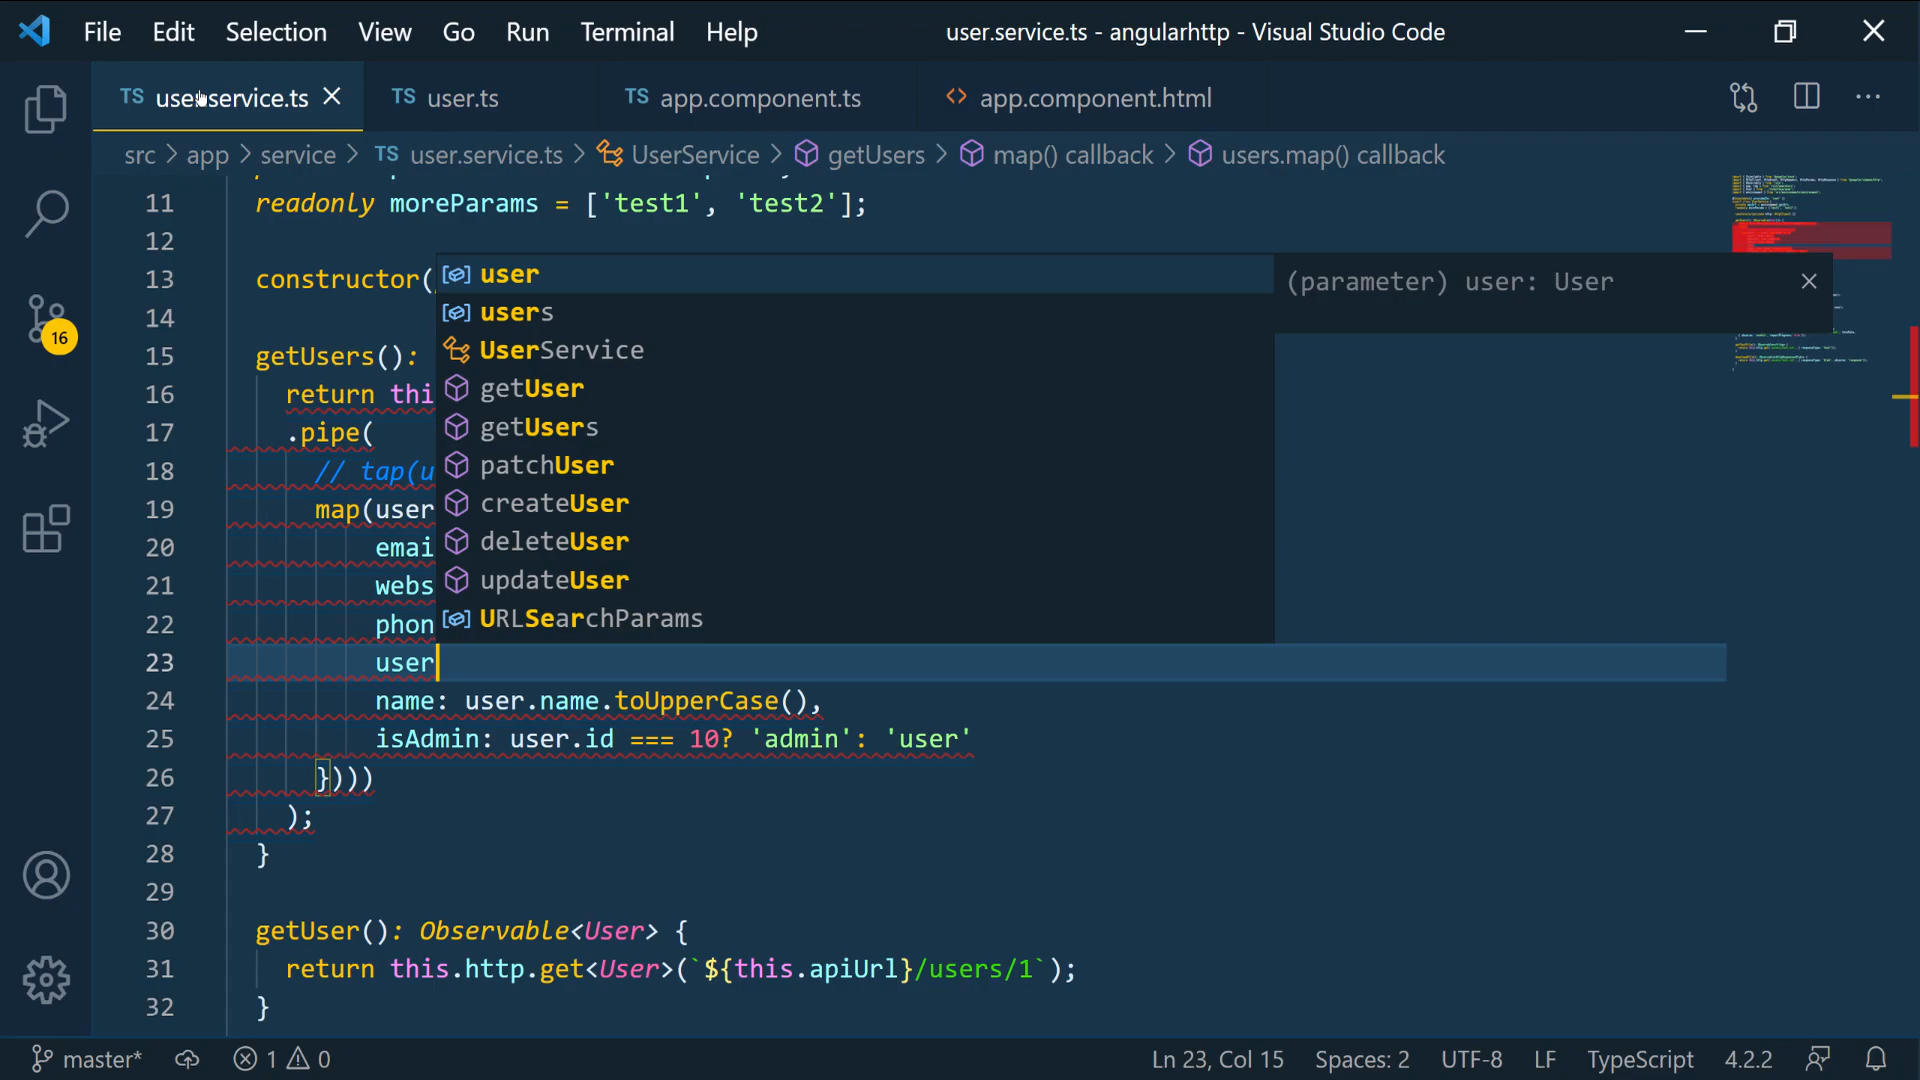 File Edit Selection View Go Run Terminal Help user.service.ts - angularhttp - Visual Studio Code
TS user.service.ts TS user.ts TS app.component.ts <> app.component.html
src > app > service > TS user.service.ts > UserService > getUsers > map() callback > users.map() callback
11 readonly moreParams = ['test1', 'test2'];
12
13 constructor(
14
15 getUsers():
16 return thi
17 .pipe(
18 // tap(u
19 map(user
20 emai
21 webs
22 phon
23 user
24 name: user.name.toUpperCase(),
25 isAdmin: user.id === 10? 'admin': 'user'
26 })))
27 );
28 }
29
30 getUser(): Observable<User> {
31 return this.http.get<User>(`${this.apiUrl}/users/1`);
32 }
user
users
UserService
getUser
getUsers
patchUser
createUser
deleteUser
updateUser
URLSearchParams
(parameter) user: User
16
master* 1 0 Ln 23, Col 15 Spaces: 2 UTF-8 LF TypeScript 4.2.2